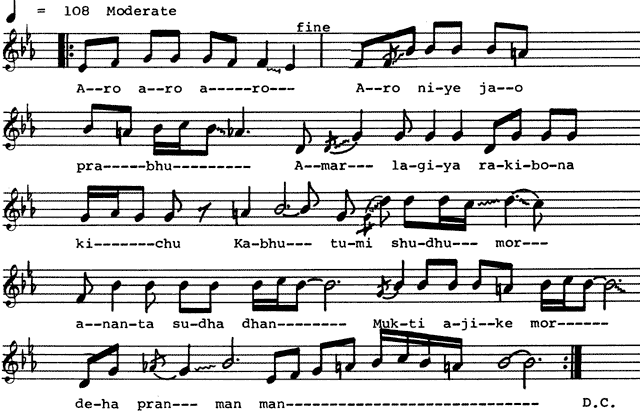 = 108 Moderate
fine
A--ro a--ro a-----ro--- A--ro ni-ye ja--o
pra-----bhu---------- A--mar--- la-gi-ya ra-ki-bo-na
ki-------chu Ka-bhu--- tu-mi shu-dhu--- mor---
a--nan-ta su-dha dhan--------- Muk-ti a-ji--ke mor-------
de-ha pran--- man man---------------------------- D.C.